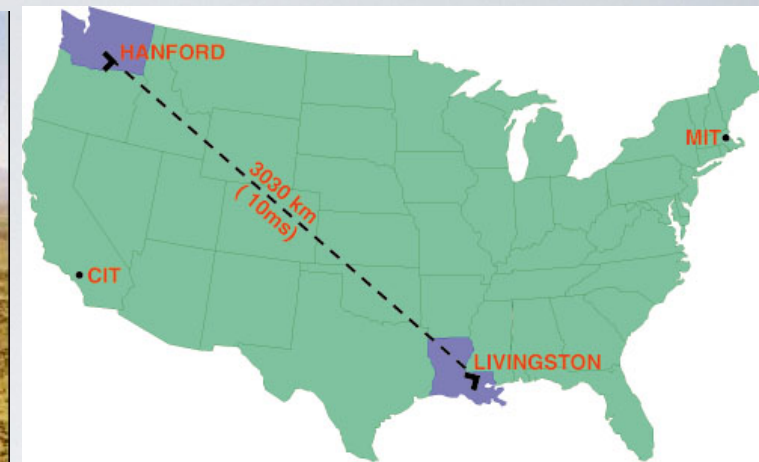 HANFORD
MIT
3030 km
( 10ms)
CIT
LIVINGSTON